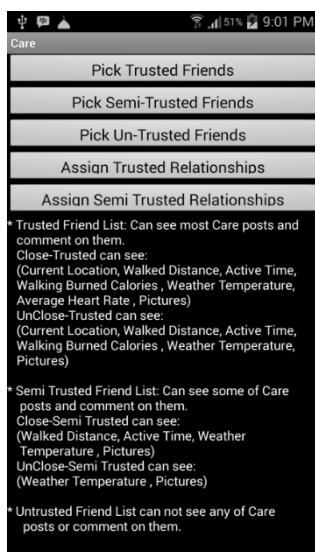 51% 9:01 PM
Care
Pick Trusted Friends
Pick Semi-Trusted Friends
Pick Un-Trusted Friends
Assign Trusted Relationships
Assign Semi Trusted Relationships
* Trusted Friend List: Can see most Care posts and
comment on them.
Close-Trusted can see:
(Current Location, Walked Distance, Active Time,
Walking Burned Calories , Weather Temperature,
Average Heart Rate , Pictures)
UnClose-Trusted can see:
(Current Location, Walked Distance, Active Time,
Walking Burned Calories , Weather Temperature,
Pictures)
* Semi Trusted Friend List: Can see some of Care
posts and comment on them.
Close-Semi Trusted can see:
(Walked Distance, Active Time, Weather
Temperature , Pictures)
UnClose-Semi Trusted can see:
(Weather Temperature , Pictures)
* Untrusted Friend List can not see any of Care
posts or comment on them.